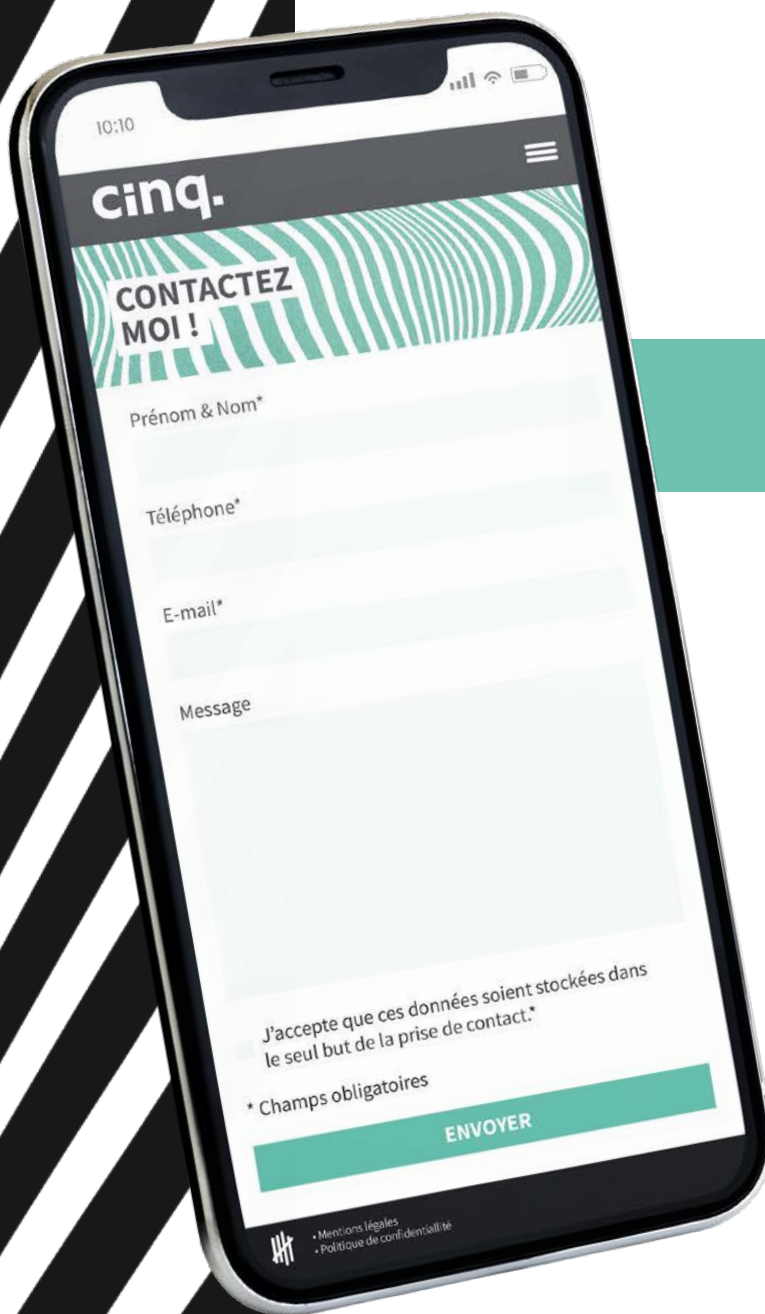 10:10
cinq.
CONTACTEZ
MOI !
Prénom & Nom*
Téléphone*
E-mail*
Message
J'accepte que ces données soient stockées dans
le seul but de la prise de contact.*
* Champs obligatoires
ENVOYER
• Mentions légales
• Politique de confidentiallité